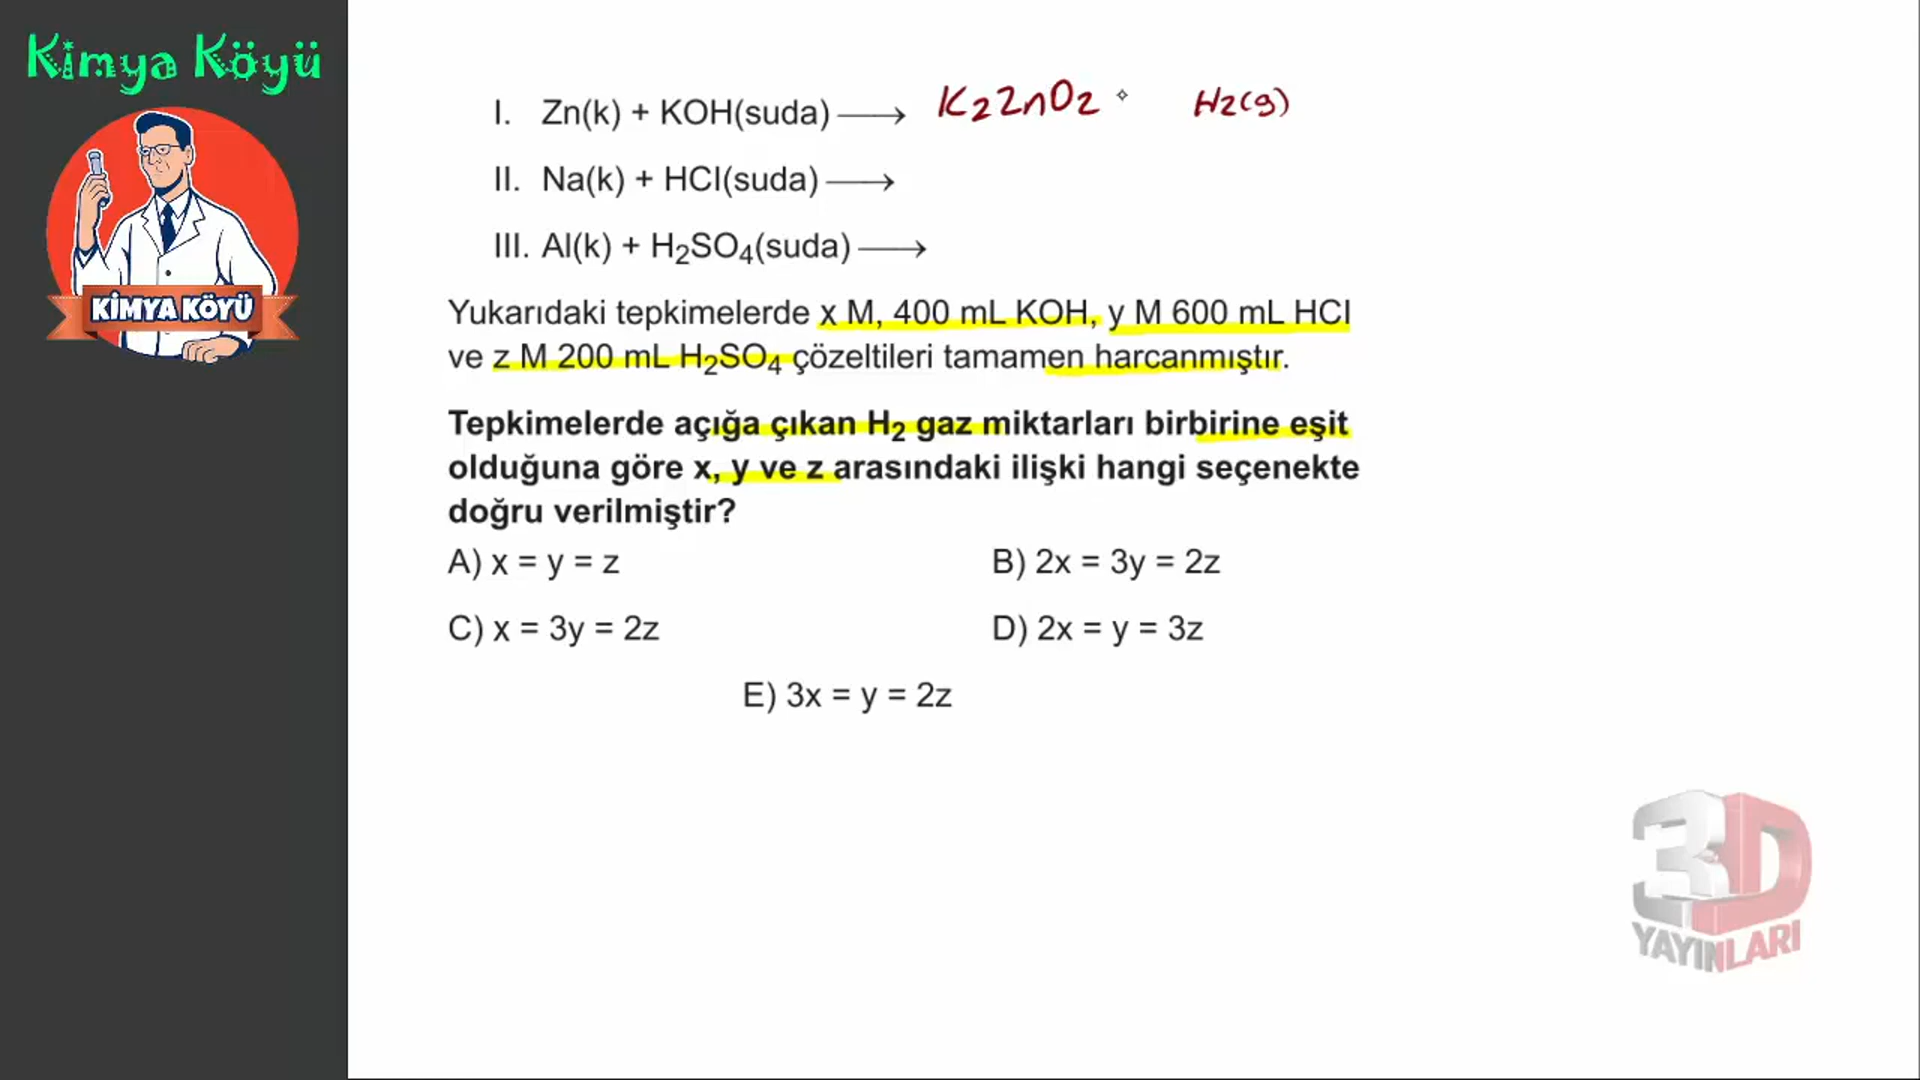 Kimya Köyü
KİMYA KÖYÜ
I. Zn(k) + KOH(suda) ⟶ K2ZnO2 H2(g)
II. Na(k) + HCl(suda) ⟶
III. Al(k) + H₂SO₄(suda) ⟶
Yukarıdaki tepkimelerde x M, 400 mL KOH, y M 600 mL HCl
ve z M 200 mL H₂SO₄ çözeltileri tamamen harcanmıştır.
Tepkimelerde açığa çıkan H₂ gaz miktarları birbirine eşit
olduğuna göre x, y ve z arasındaki ilişki hangi seçenekte
doğru verilmiştir?
A) x = y = z B) 2x = 3y = 2z
C) x = 3y = 2z D) 2x = y = 3z
E) 3x = y = 2z
3D
YAYINLARI